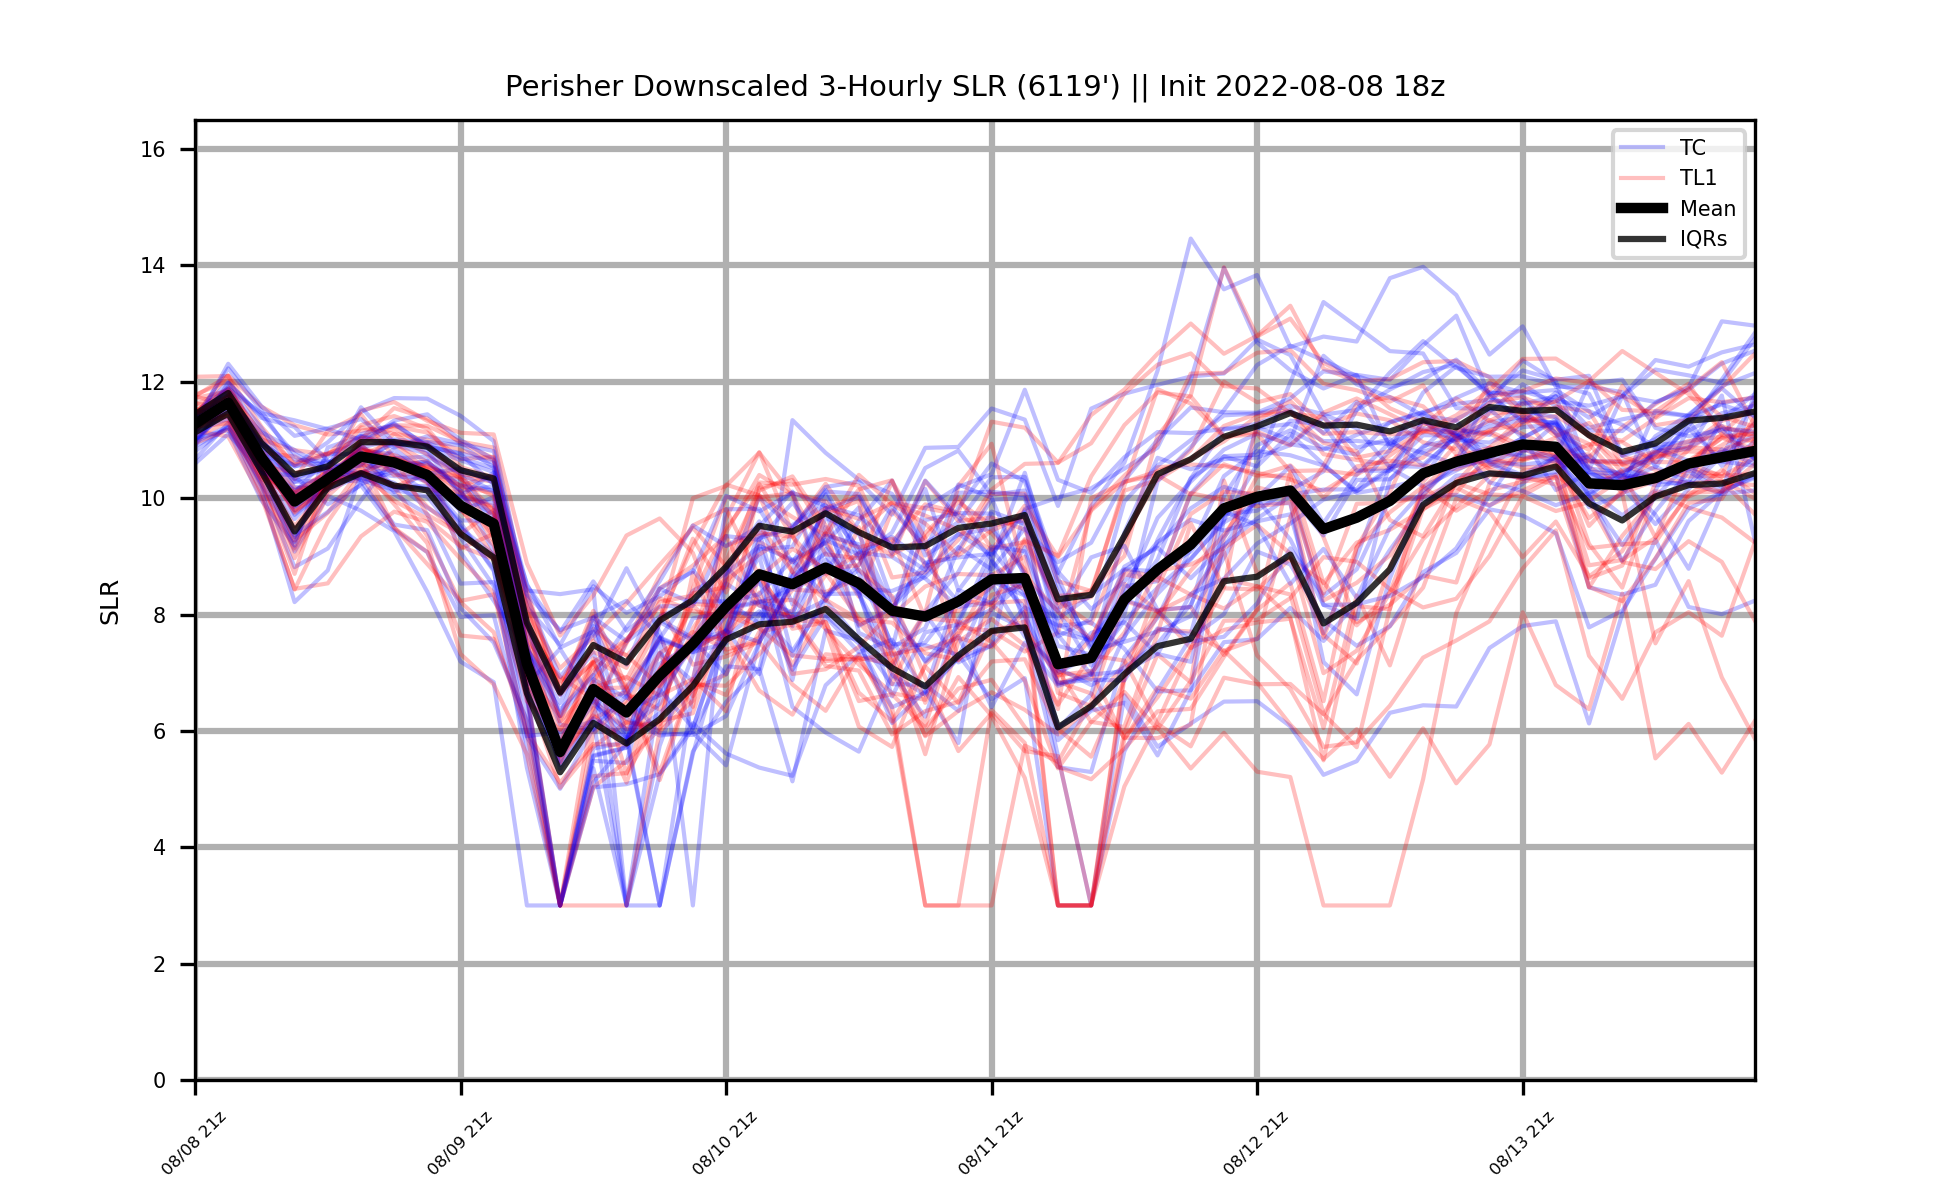 Perisher Downscaled 3-Hourly SLR (6119') || Init 2022-08-08 18z
16
14
12
10
8
6
4
2
0
SLR
TC
TL1
Mean
IQRs
08/08 21z
08/09 21z
08/10 21z
08/11 21z
08/12 21z
08/13 21z